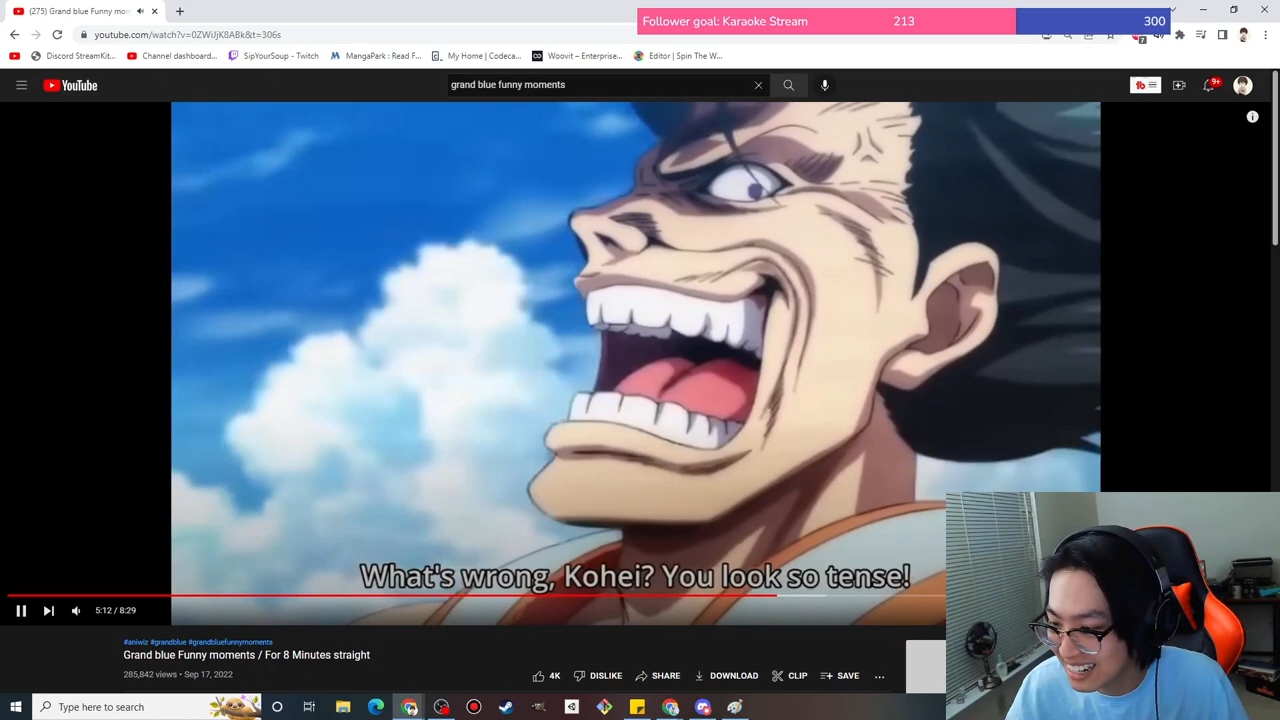 (275) Grand blue Funny mom
Follower goal: Karaoke Stream 213 300
youtube.com/watch?v=0ZWiJjK8ABk&t=306s
7
Discord StreamKit...
Channel dashboard...
SipYourSoup - Twitch
MangaPark : Read F...
My Home | Codeca...
Woovit – Enterprise...
Editor | Spin The W...
YouTube
grand blue funny moments
9+
What's wrong, Kohei? You look so tense!
5:12 / 8:29
#aniwiz #grandblue #grandbluefunnymoments
Grand blue Funny moments / For 8 Minutes straight
285,842 views • Sep 17, 2022
4K DISLIKE SHARE DOWNLOAD CLIP SAVE ...
Type here to search